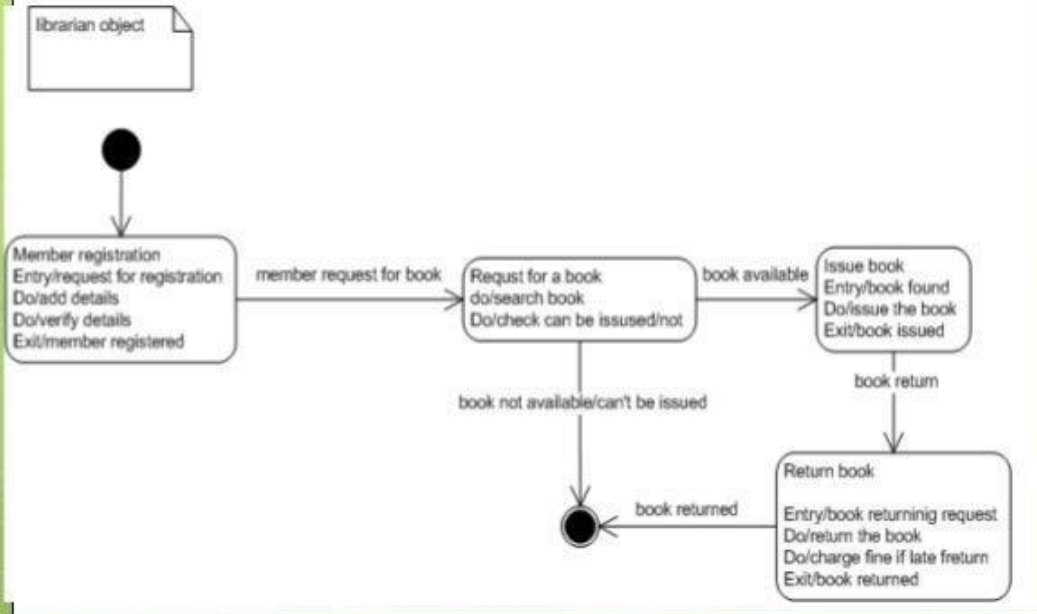 librarian object
Member registration
Entry/request for registration
Do/add details
Do/verify details
Exit/member registered
member request for book
Requst for a book
do/search book
Do/check can be issused/not
book available
Issue book
Entry/book found
Do/issue the book
Exit/book issued
book return
book not available/can't be issued
Return book
Entry/book returninig request
Do/return the book
Do/charge fine if late freturn
Exit/book returned
book returned